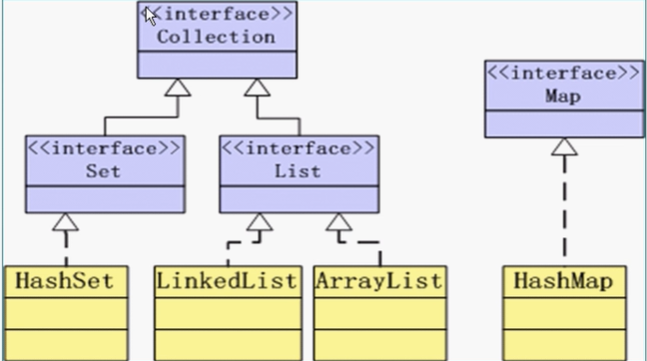 <<interface>>
Collection
<<interface>>
Map
<<interface>>
Set
<<interface>>
List
HashSet
LinkedList
ArrayList
HashMap